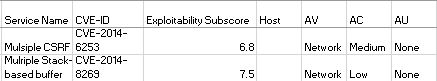 Service Name CVE-ID Exploitability Subscore Host AV AC AU
Mulsiple CSRF CVE-2014-6253 6.8 Network Medium None
Mulriple Stack-based buffer CVE-2014-8269 7.5 Network Low None